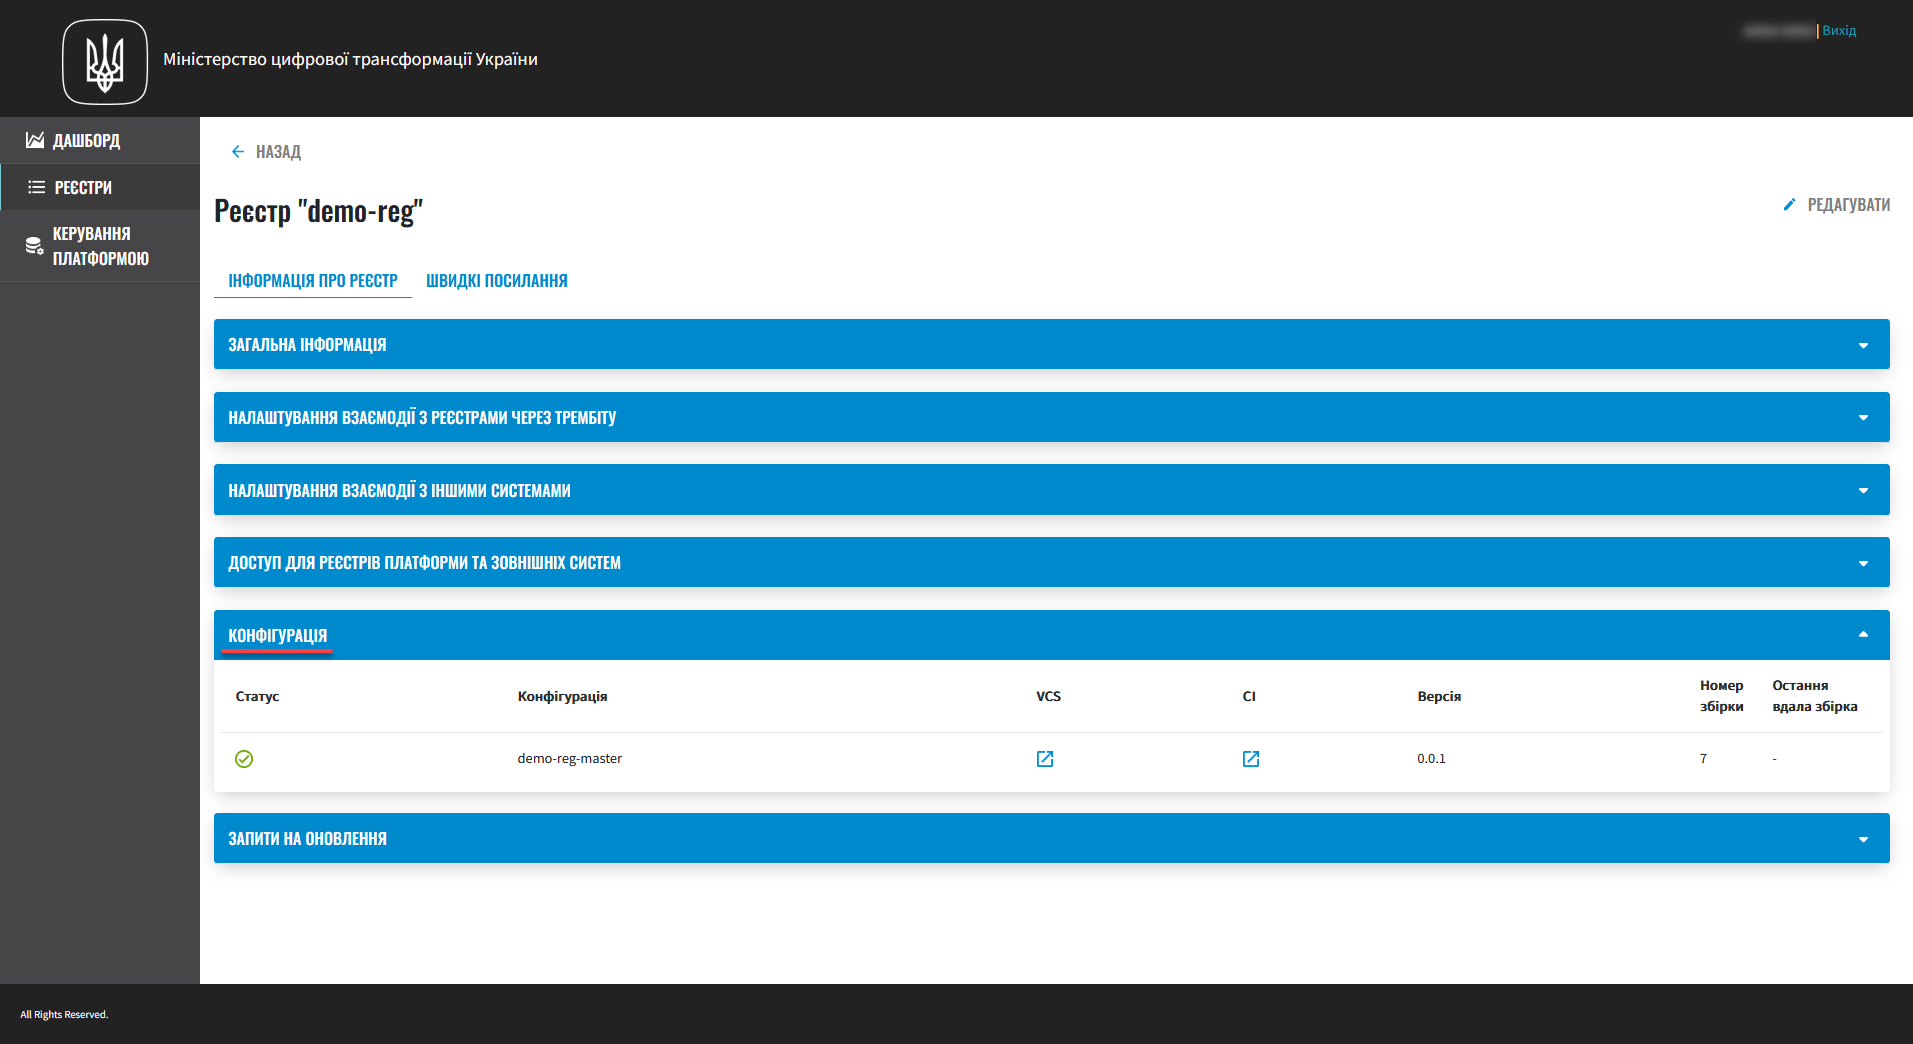 Міністерство цифрової трансформації України
| Вихід
ДАШБОРД
РЕЄСТРИ
КЕРУВАННЯ
ПЛАТФОРМОЮ
НАЗАД
Реєстр "demo-reg"
РЕДАГУВАТИ
ІНФОРМАЦІЯ ПРО РЕЄСТР ШВИДКІ ПОСИЛАННЯ
ЗАГАЛЬНА ІНФОРМАЦІЯ
НАЛАШТУВАННЯ ВЗАЄМОДІЇ З РЕЄСТРАМИ ЧЕРЕЗ ТРЕМБІТУ
НАЛАШТУВАННЯ ВЗАЄМОДІЇ З ІНШИМИ СИСТЕМАМИ
ДОСТУП ДЛЯ РЕЄСТРІВ ПЛАТФОРМИ ТА ЗОВНІШНІХ СИСТЕМ
КОНФІГУРАЦІЯ
Статус Конфігурація VCS CI Версія Номер збірки Остання вдала збірка
demo-reg-master 0.0.1 7 -
ЗАПИТИ НА ОНОВЛЕННЯ
All Rights Reserved.